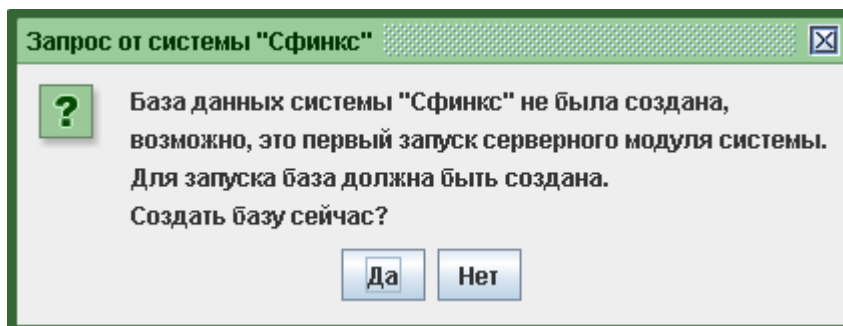 Запрос от системы "Сфинкс"
?
База данных системы "Сфинкс" не была создана,
возможно, это первый запуск серверного модуля системы.
Для запуска база должна быть создана.
Создать базу сейчас?
Да Нет